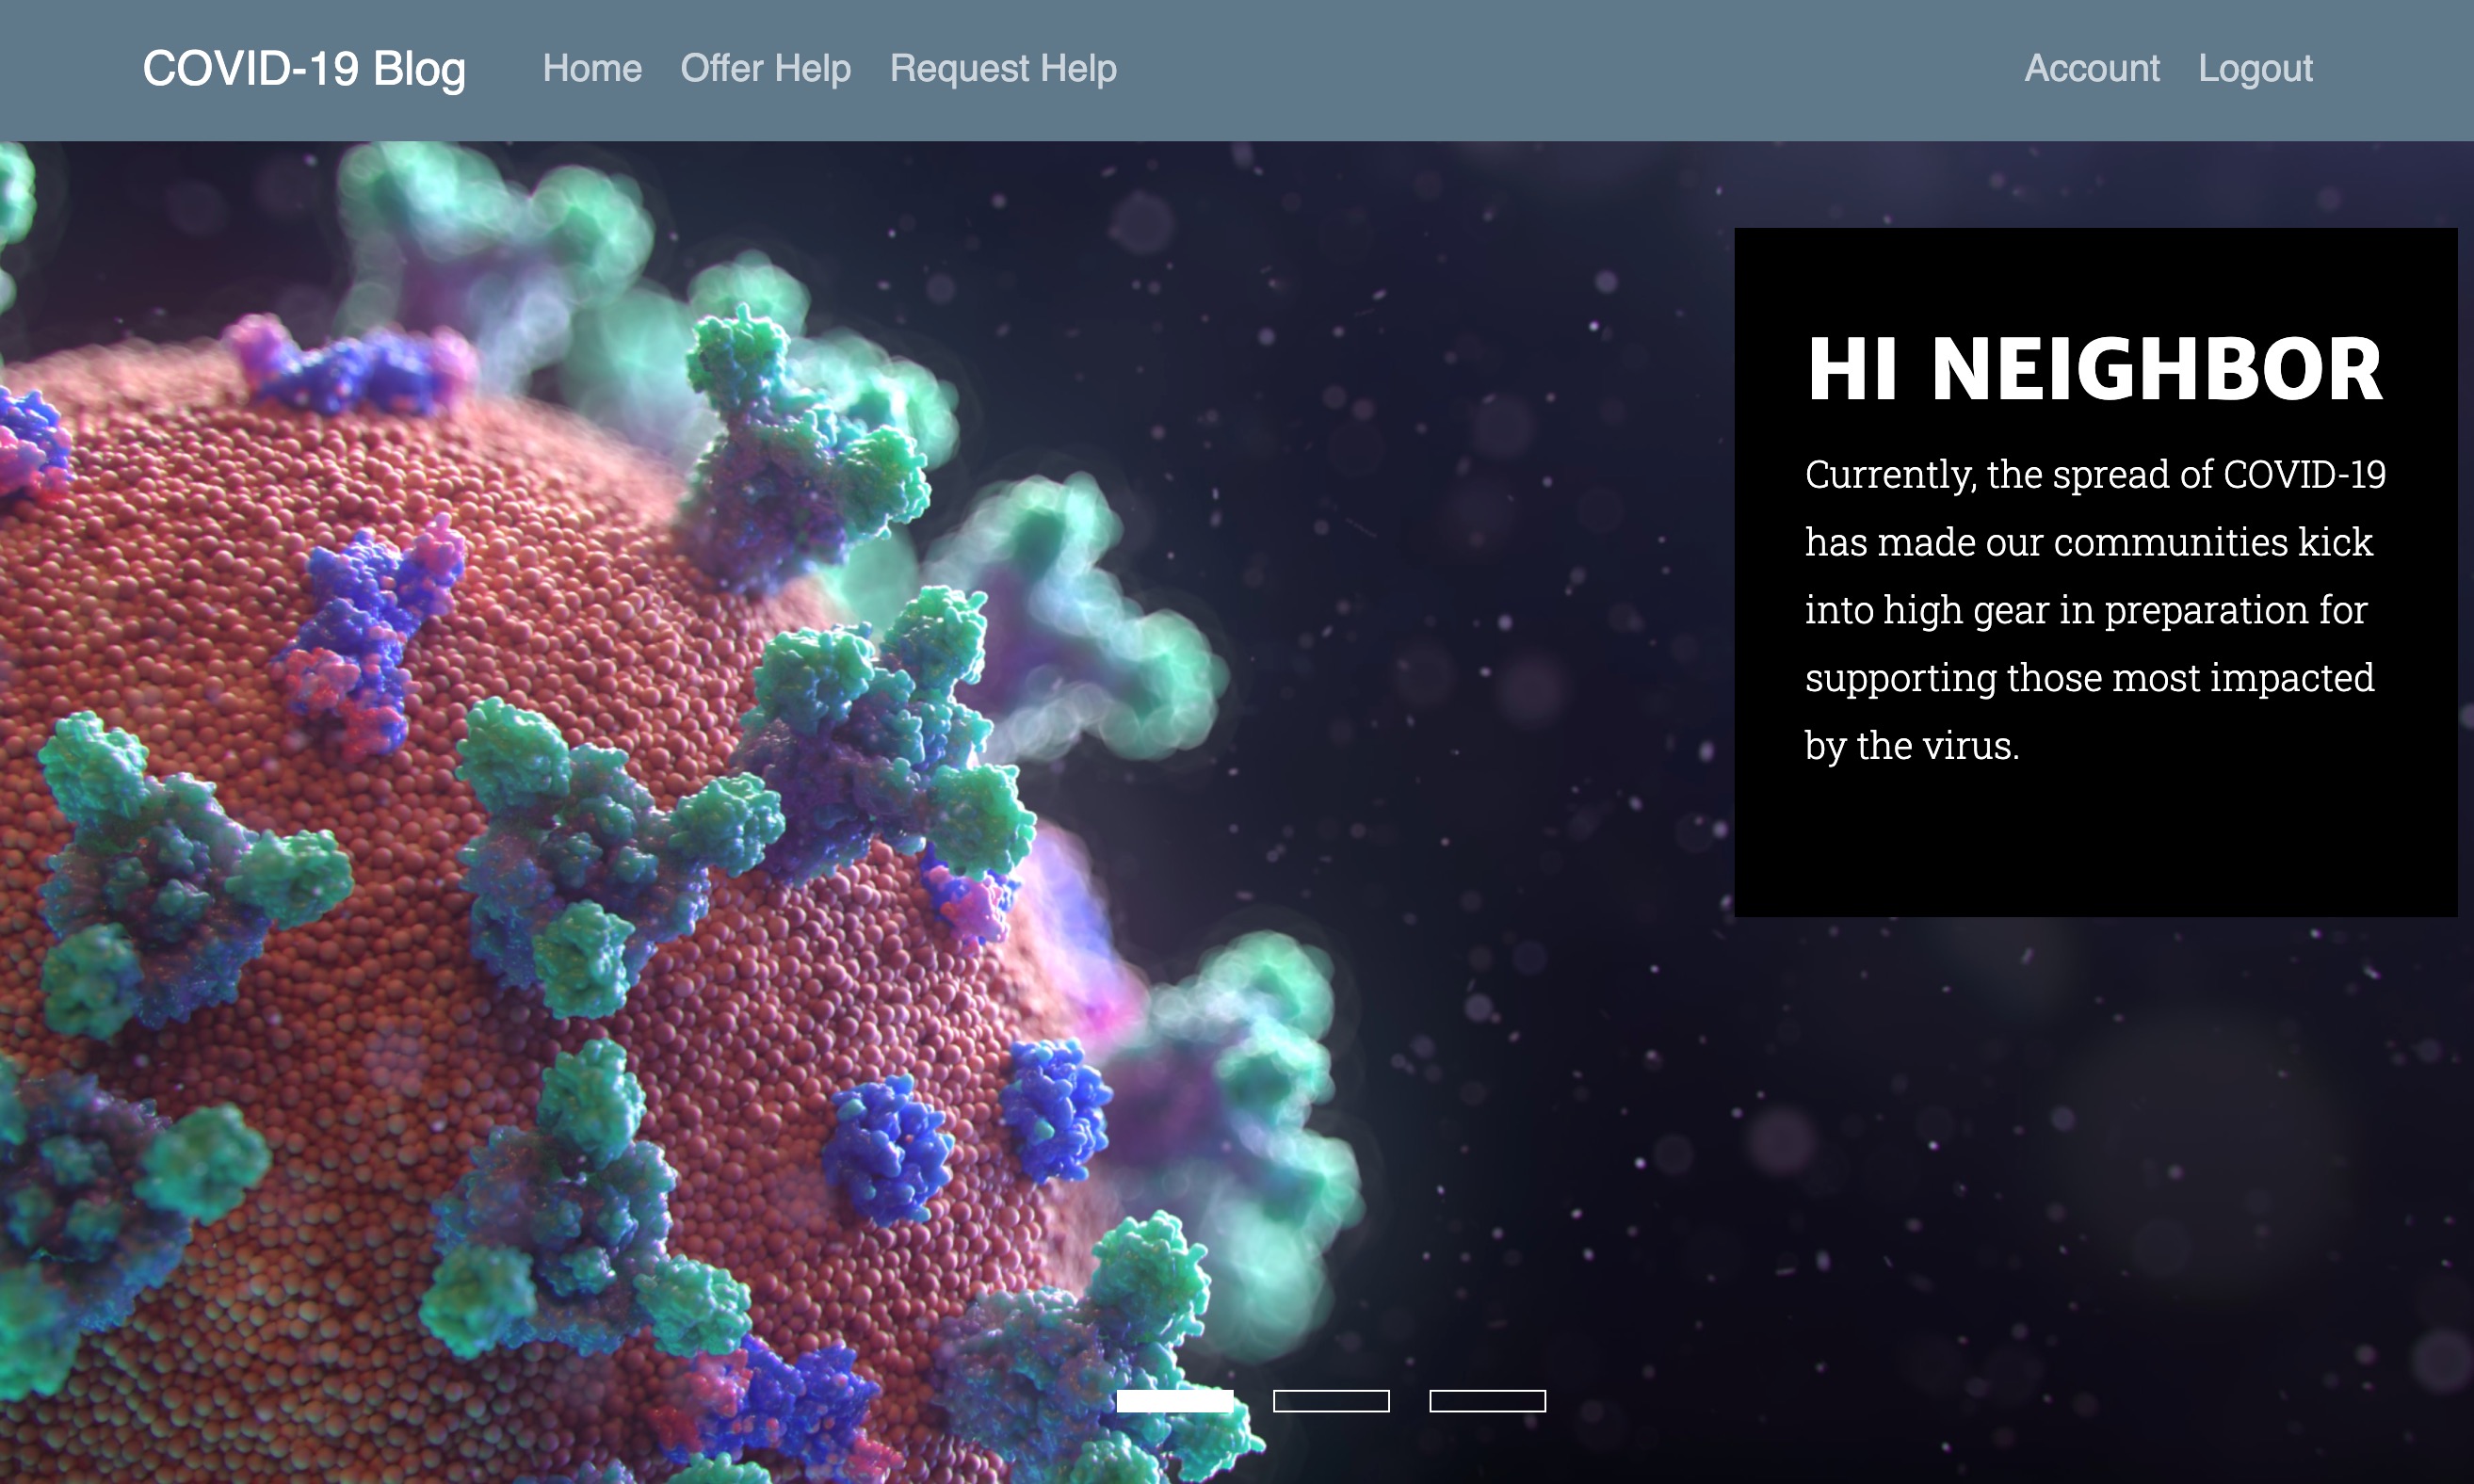 COVID-19 Blog Home Offer Help Request Help Account Logout
HI NEIGHBOR
Currently, the spread of COVID-19
has made our communities kick
into high gear in preparation for
supporting those most impacted
by the virus.